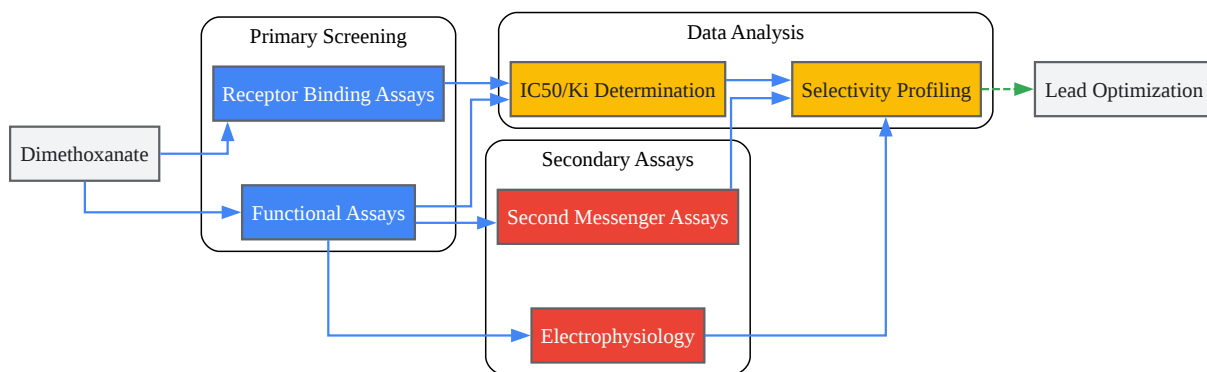 Primary Screening
Data Analysis
Receptor Binding Assays
IC50/Ki Determination
Selectivity Profiling
Lead Optimization
Dimethoxanate
Secondary Assays
Functional Assays
Second Messenger Assays
Electrophysiology